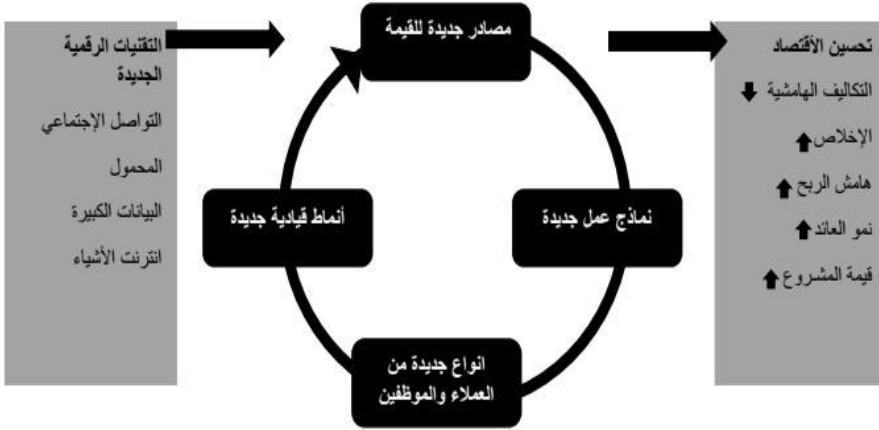 التقنيات الرقمية
الجديدة
التواصل الإجتماعي
المحمول
البيانات الكبيرة
انترنت الأشياء
مصادر جديدة للقيمة
نماذج عمل جديدة
انواع جديدة من
العملاء والموظفين
أنماط قيادية جديدة
تحسين الأقتصاد
التكاليف الهامشية
الإخلاص
هامش الربح
نمو العائد
قيمة المشروع